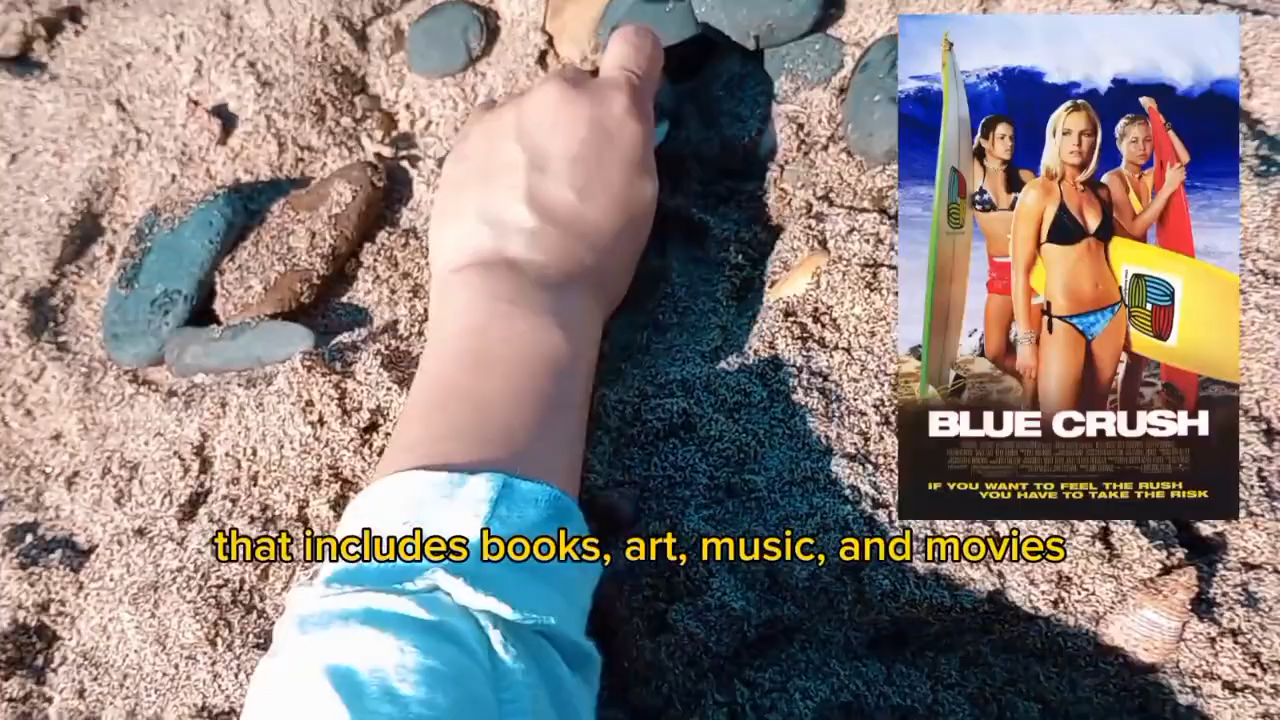 BLUE CRUSH
IF YOU WANT TO FEEL THE RUSH
YOU HAVE TO TAKE THE RISK
that includes books, art, music, and movies